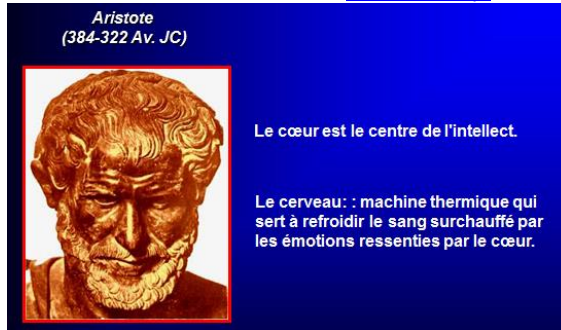 Aristote
(384-322 Av. JC)
Le cœur est le centre de l'intellect.
Le cerveau: : machine thermique qui
sert à refroidir le sang surchauffé par
les émotions ressenties par le cœur.